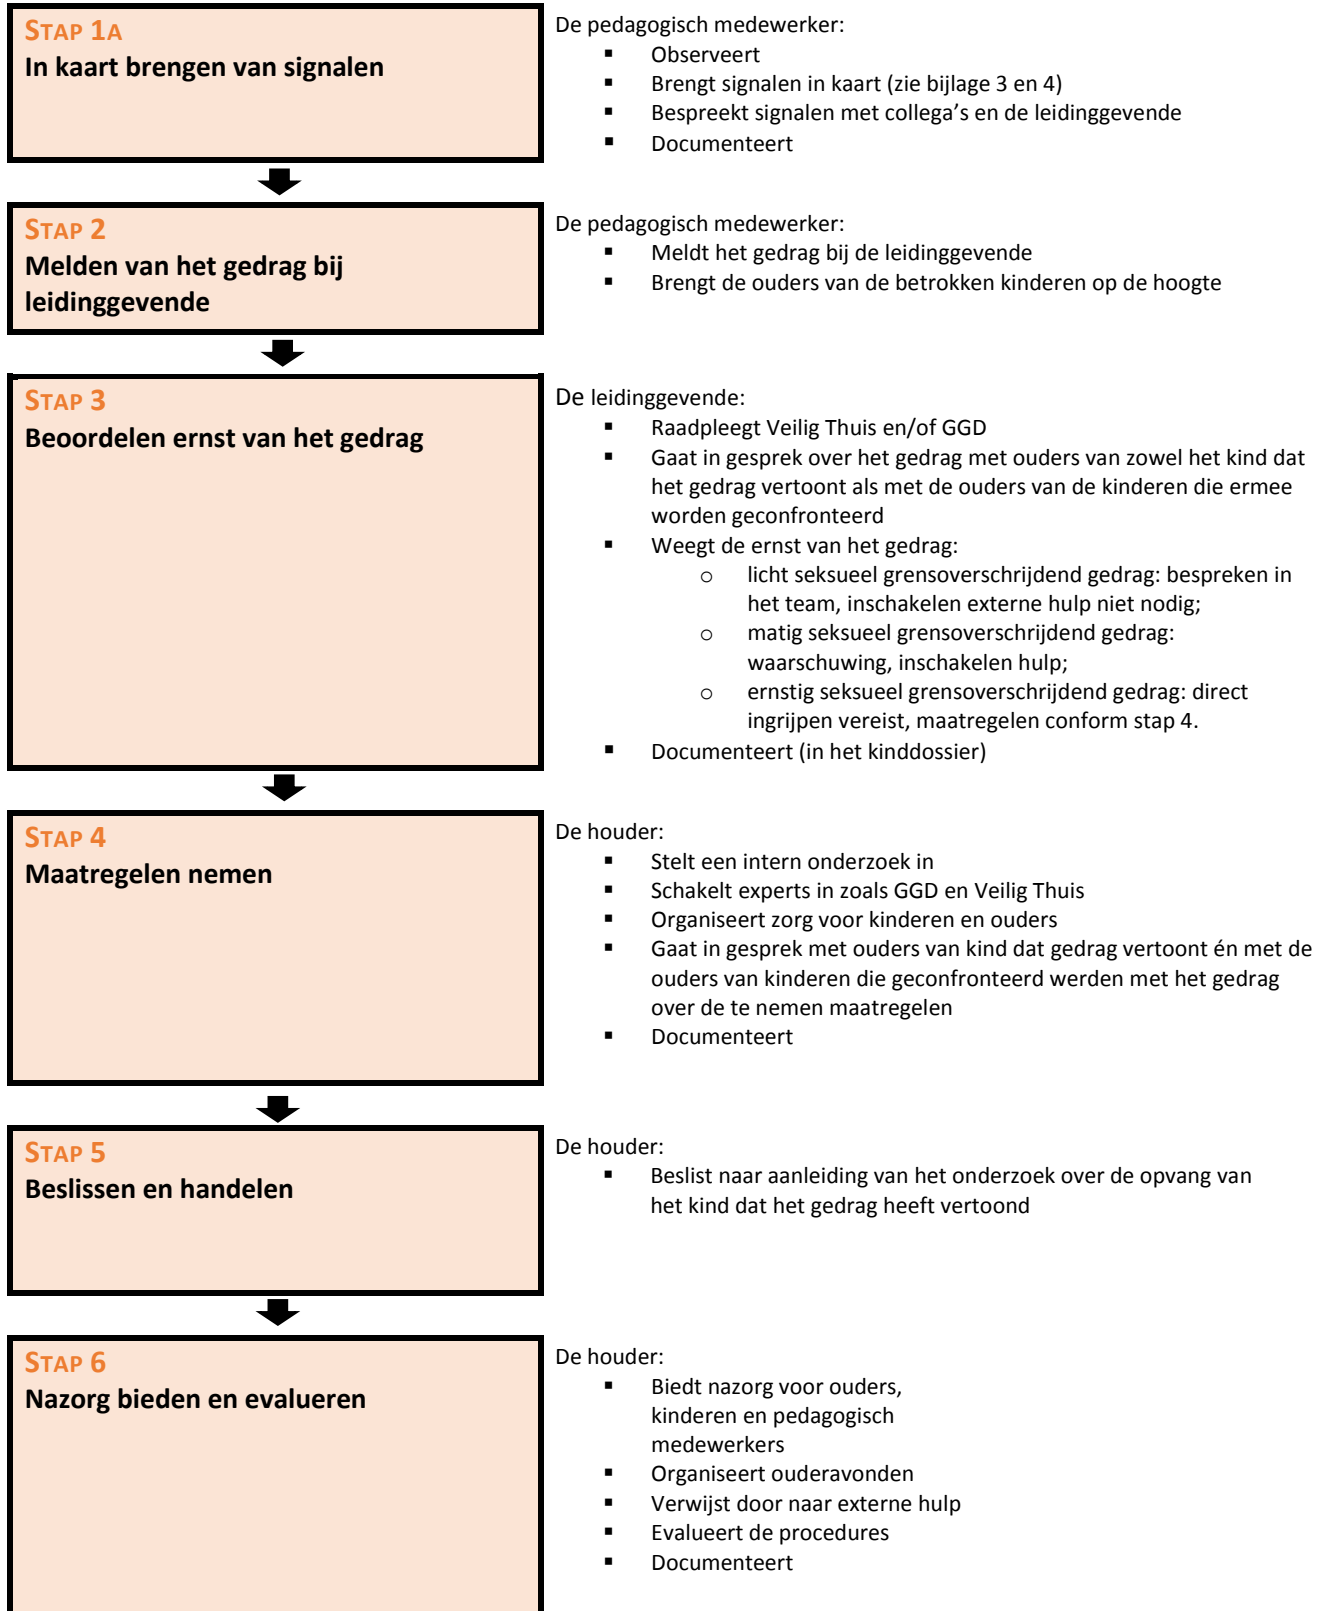 STAP 1A
In kaart brengen van signalen
De pedagogisch medewerker:
▪ Observeert
▪ Brengt signalen in kaart (zie bijlage 3 en 4)
▪ Bespreekt signalen met collega’s en de leidinggevende
▪ Documenteert
STAP 2
Melden van het gedrag bij
leidinggevende
De pedagogisch medewerker:
▪ Meldt het gedrag bij de leidinggevende
▪ Brengt de ouders van de betrokken kinderen op de hoogte
STAP 3
Beoordelen ernst van het gedrag
De leidinggevende:
▪ Raadpleegt Veilig Thuis en/of GGD
▪ Gaat in gesprek over het gedrag met ouders van zowel het kind dat
het gedrag vertoont als met de ouders van de kinderen die ermee
worden geconfronteerd
▪ Weegt de ernst van het gedrag:
o licht seksueel grensoverschrijdend gedrag: bespreken in
het team, inschakelen externe hulp niet nodig;
o matig seksueel grensoverschrijdend gedrag:
waarschuwing, inschakelen hulp;
o ernstig seksueel grensoverschrijdend gedrag: direct
ingrijpen vereist, maatregelen conform stap 4.
▪ Documenteert (in het kinddossier)
STAP 4
Maatregelen nemen
De houder:
▪ Stelt een intern onderzoek in
▪ Schakelt experts in zoals GGD en Veilig Thuis
▪ Organiseert zorg voor kinderen en ouders
▪ Gaat in gesprek met ouders van kind dat gedrag vertoont én met de
ouders van kinderen die geconfronteerd werden met het gedrag
over de te nemen maatregelen
▪ Documenteert
STAP 5
Beslissen en handelen
De houder:
▪ Beslist naar aanleiding van het onderzoek over de opvang van
het kind dat het gedrag heeft vertoond
STAP 6
Nazorg bieden en evalueren
De houder:
▪ Biedt nazorg voor ouders,
kinderen en pedagogisch
medewerkers
▪ Organiseert ouderavonden
▪ Verwijst door naar externe hulp
▪ Evalueert de procedures
▪ Documenteert